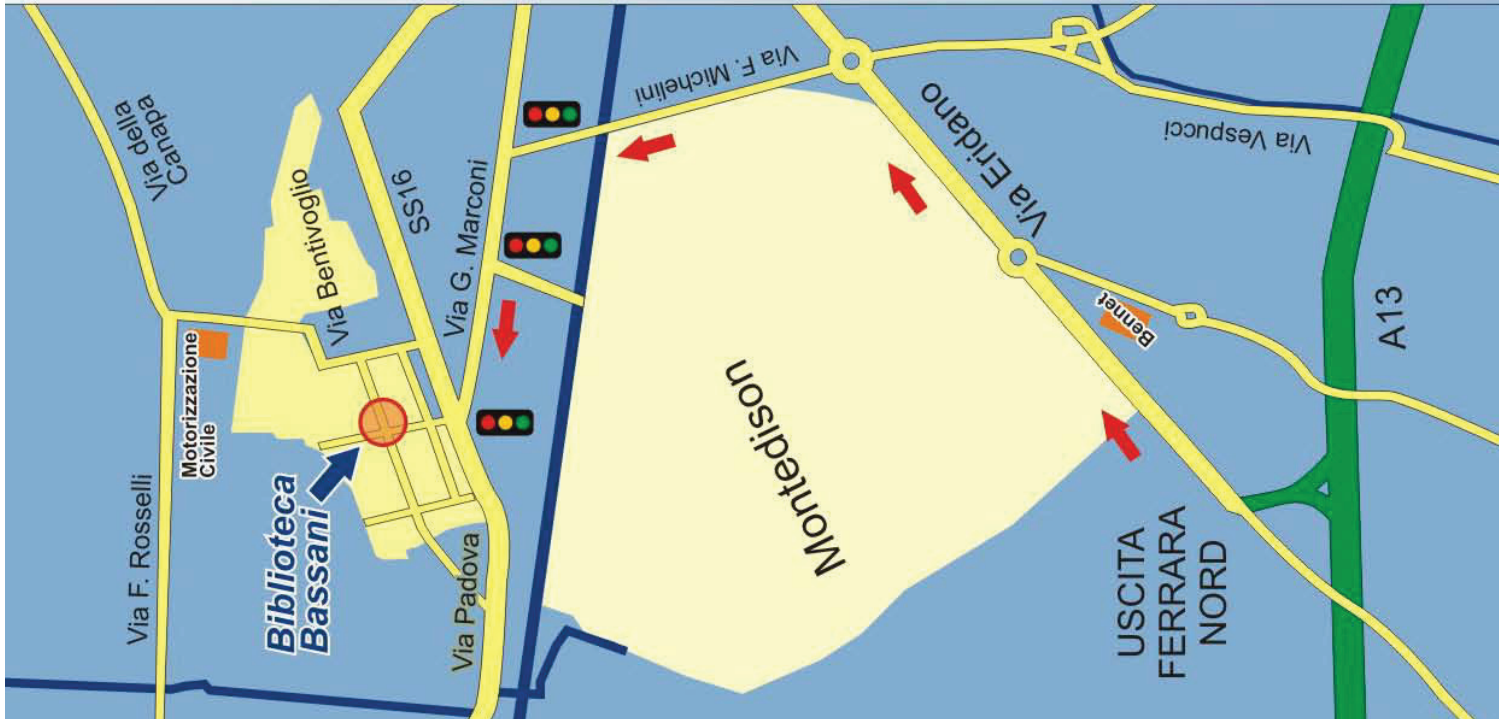 Via della
Canapa
Via Bentivoglio
SS16
Via G. Marconi
Via F. Michelini
Via Eridano
Via Vespucci
Motorizzazione
Civile
Via F. Rosselli
Biblioteca
Bassani
Via Padova
Montedison
Bennet
A13
USCITA
FERRARA
NORD